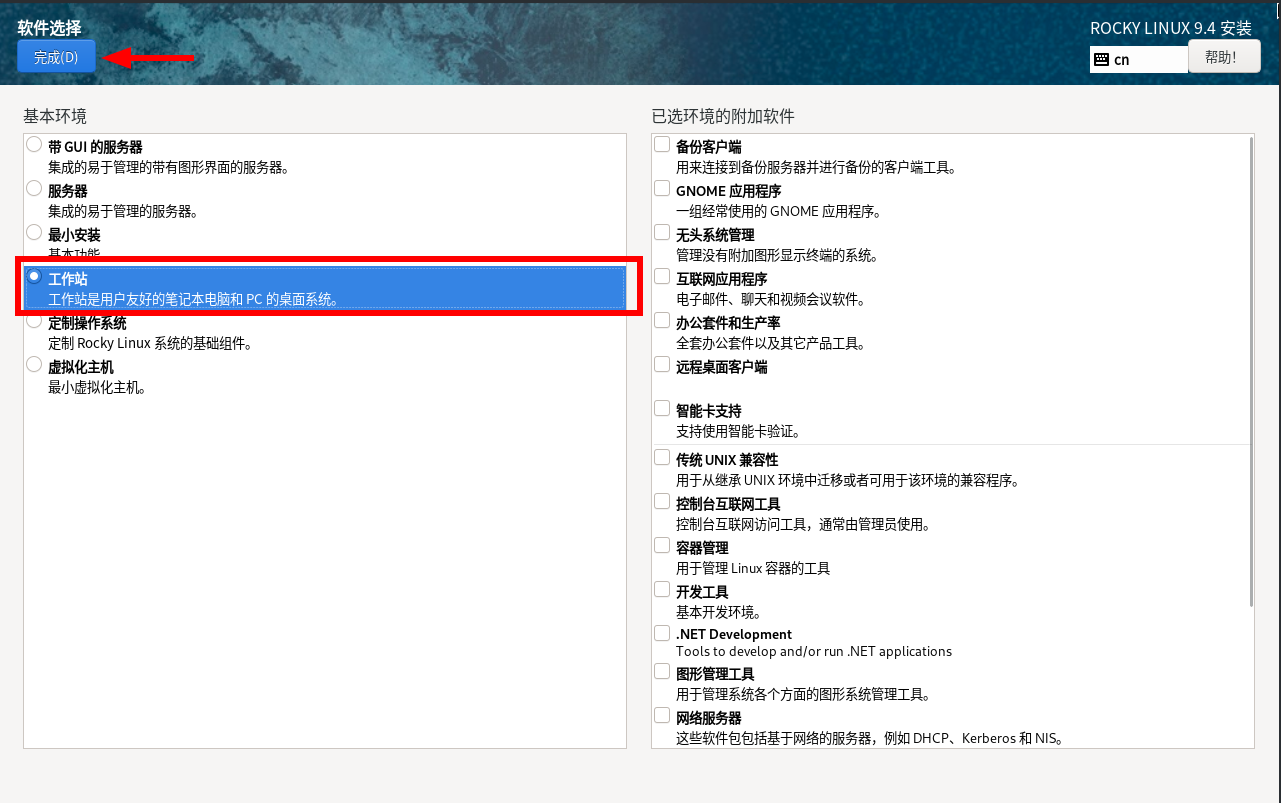 软件选择
完成(D)
ROCKY LINUX 9.4 安装
cn
帮助！
基本环境
带 GUI 的服务器
集成的易于管理的带有图形界面的服务器。
服务器
集成的易于管理的服务器。
最小安装
基本功能
工作站
工作站是用户友好的笔记本电脑和 PC 的桌面系统。
定制操作系统
定制 Rocky Linux 系统的基础组件。
虚拟化主机
最小虚拟化主机。
已选环境的附加软件
备份客户端
用来连接到备份服务器并进行备份的客户端工具。
GNOME 应用程序
一组经常使用的 GNOME 应用程序。
无头系统管理
管理没有附加图形显示终端的系统。
互联网应用程序
电子邮件、聊天和视频会议软件。
办公套件和生产率
全套办公套件以及其它产品工具。
远程桌面客户端
智能卡支持
支持使用智能卡验证。
传统 UNIX 兼容性
用于从继承 UNIX 环境中迁移或者可用于该环境的兼容程序。
控制台互联网工具
控制台互联网访问工具，通常由管理员使用。
容器管理
用于管理 Linux 容器的工具
开发工具
基本开发环境。
.NET Development
Tools to develop and/or run .NET applications
图形管理工具
用于管理系统各个方面的图形系统管理工具。
网络服务器
这些软件包包括基于网络的服务器，例如 DHCP、Kerberos 和 NIS。